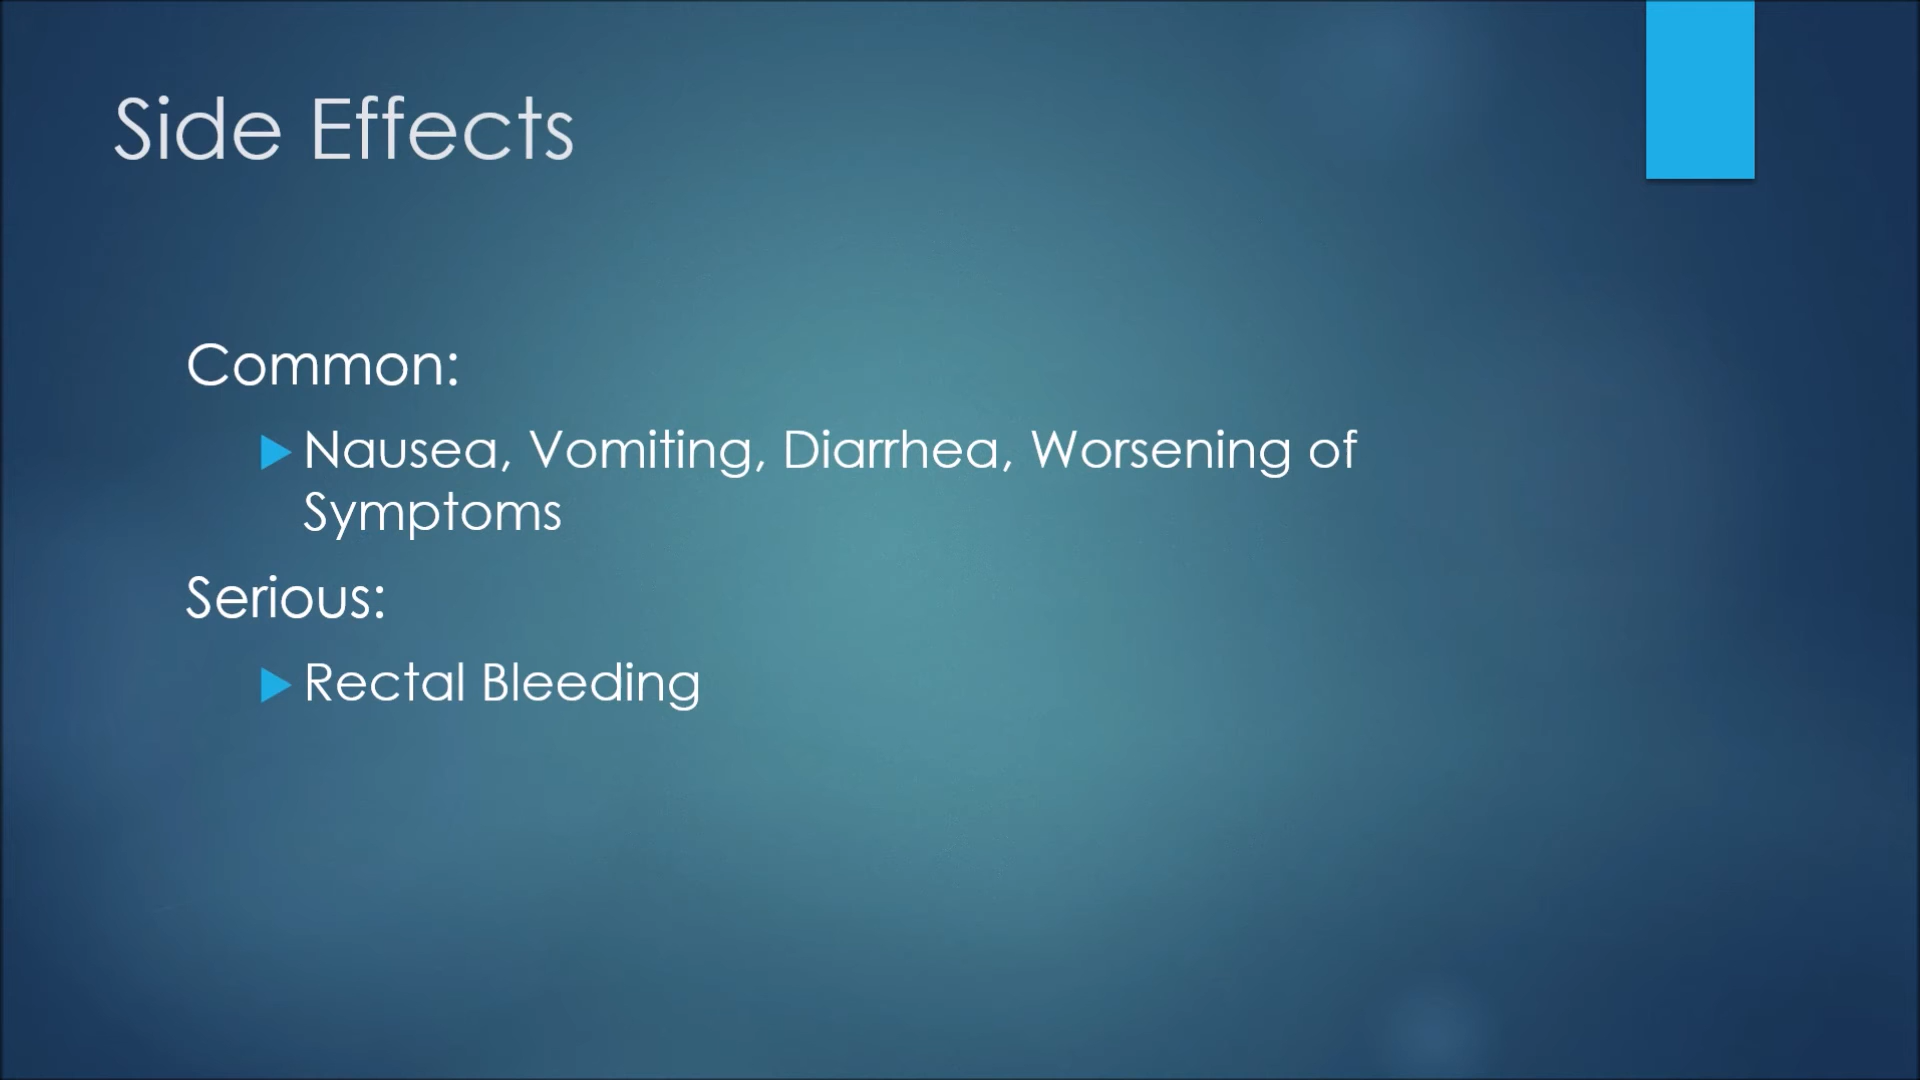 Side Effects
Common:
Nausea, Vomiting, Diarrhea, Worsening of
Symptoms
Serious:
Rectal Bleeding